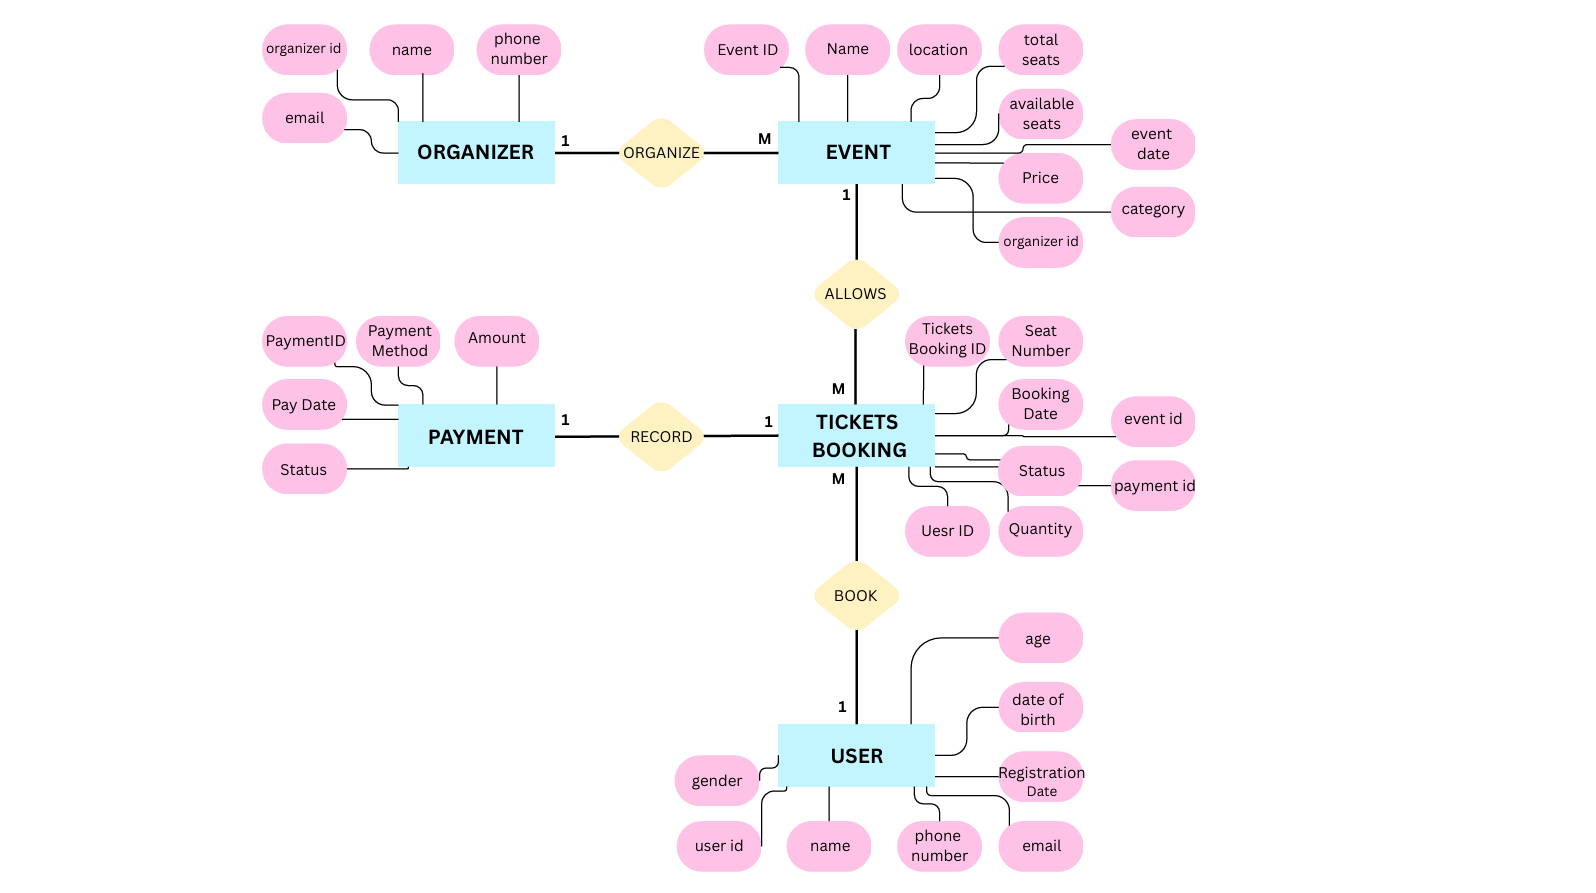 organizer id
name
phone
number
email
ORGANIZER
1
ORGANIZE
M
Event ID
Name
location
total
seats
available
seats
event
date
EVENT
Price
category
organizer id
1
ALLOWS
M
PaymentID
Payment
Method
Amount
Pay Date
Status
PAYMENT
1
RECORD
1
Tickets
Booking ID
Seat
Number
Booking
Date
event id
TICKETS
BOOKING
Status
payment id
Uesr ID
Quantity
M
BOOK
1
age
date of
birth
USER
Registration
Date
gender
user id
name
phone
number
email